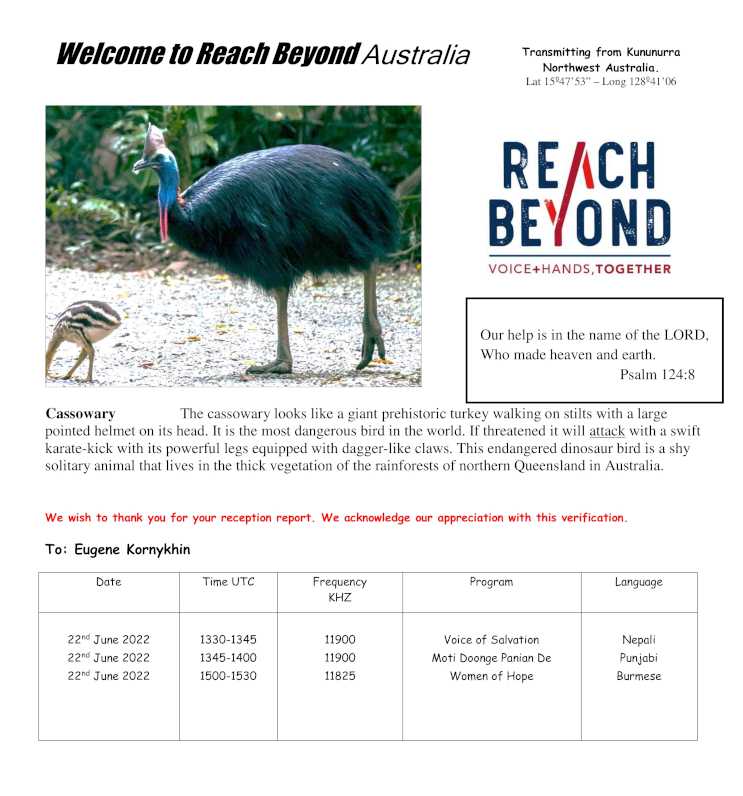 Welcome to Reach Beyond Australia
Transmitting from Kununurra
Northwest Australia.
Lat 15º47’53” – Long 128º41’06
REACH
BEYOND
VOICE+HANDS,TOGETHER
Our help is in the name of the LORD,
Who made heaven and earth.
Psalm 124:8
Cassowary The cassowary looks like a giant prehistoric turkey walking on stilts with a large
pointed helmet on its head. It is the most dangerous bird in the world. If threatened it will attack with a swift
karate-kick with its powerful legs equipped with dagger-like claws. This endangered dinosaur bird is a shy
solitary animal that lives in the thick vegetation of the rainforests of northern Queensland in Australia.
We wish to thank you for your reception report. We acknowledge our appreciation with this verification.
To: Eugene Kornykhin
Date Time UTC Frequency Program Language
KHZ
22nd June 2022 1330-1345 11900 Voice of Salvation Nepali
22nd June 2022 1345-1400 11900 Moti Doonge Panian De Punjabi
22nd June 2022 1500-1530 11825 Women of Hope Burmese